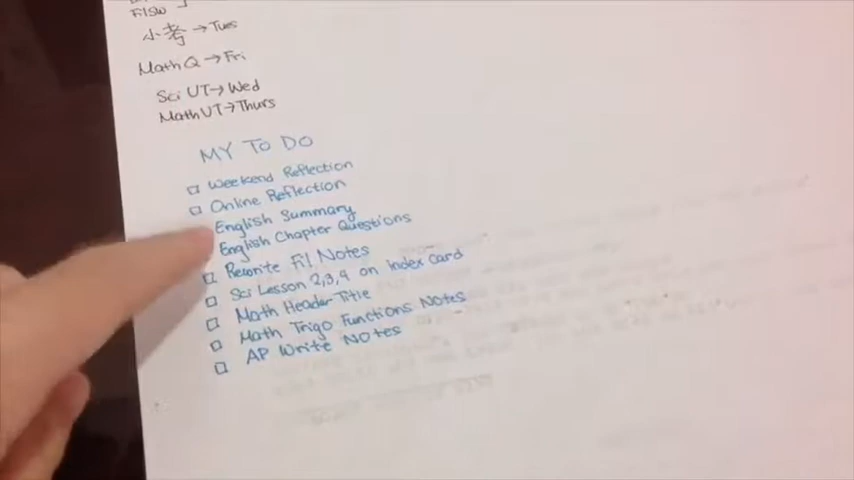 小考 → Tues
Math Q → Fri
Sci UT → Wed
Math UT → Thurs
MY TO DO
Weekend Reflection
Online Reflection
English Summary
English Chapter Questions
Rewrite Fil Notes
Sci Lesson 2,3,4 on Index Card
Math Header Title
Math Trigo Functions Notes
AP Write Notes